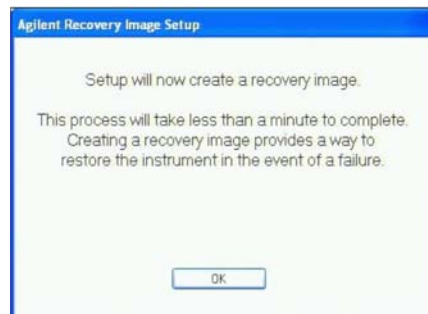 Agilent Recovery Image Setup
Setup will now create a recovery image.
This process will take less than a minute to complete.
Creating a recovery image provides a way to
restore the instrument in the event of a failure.
OK